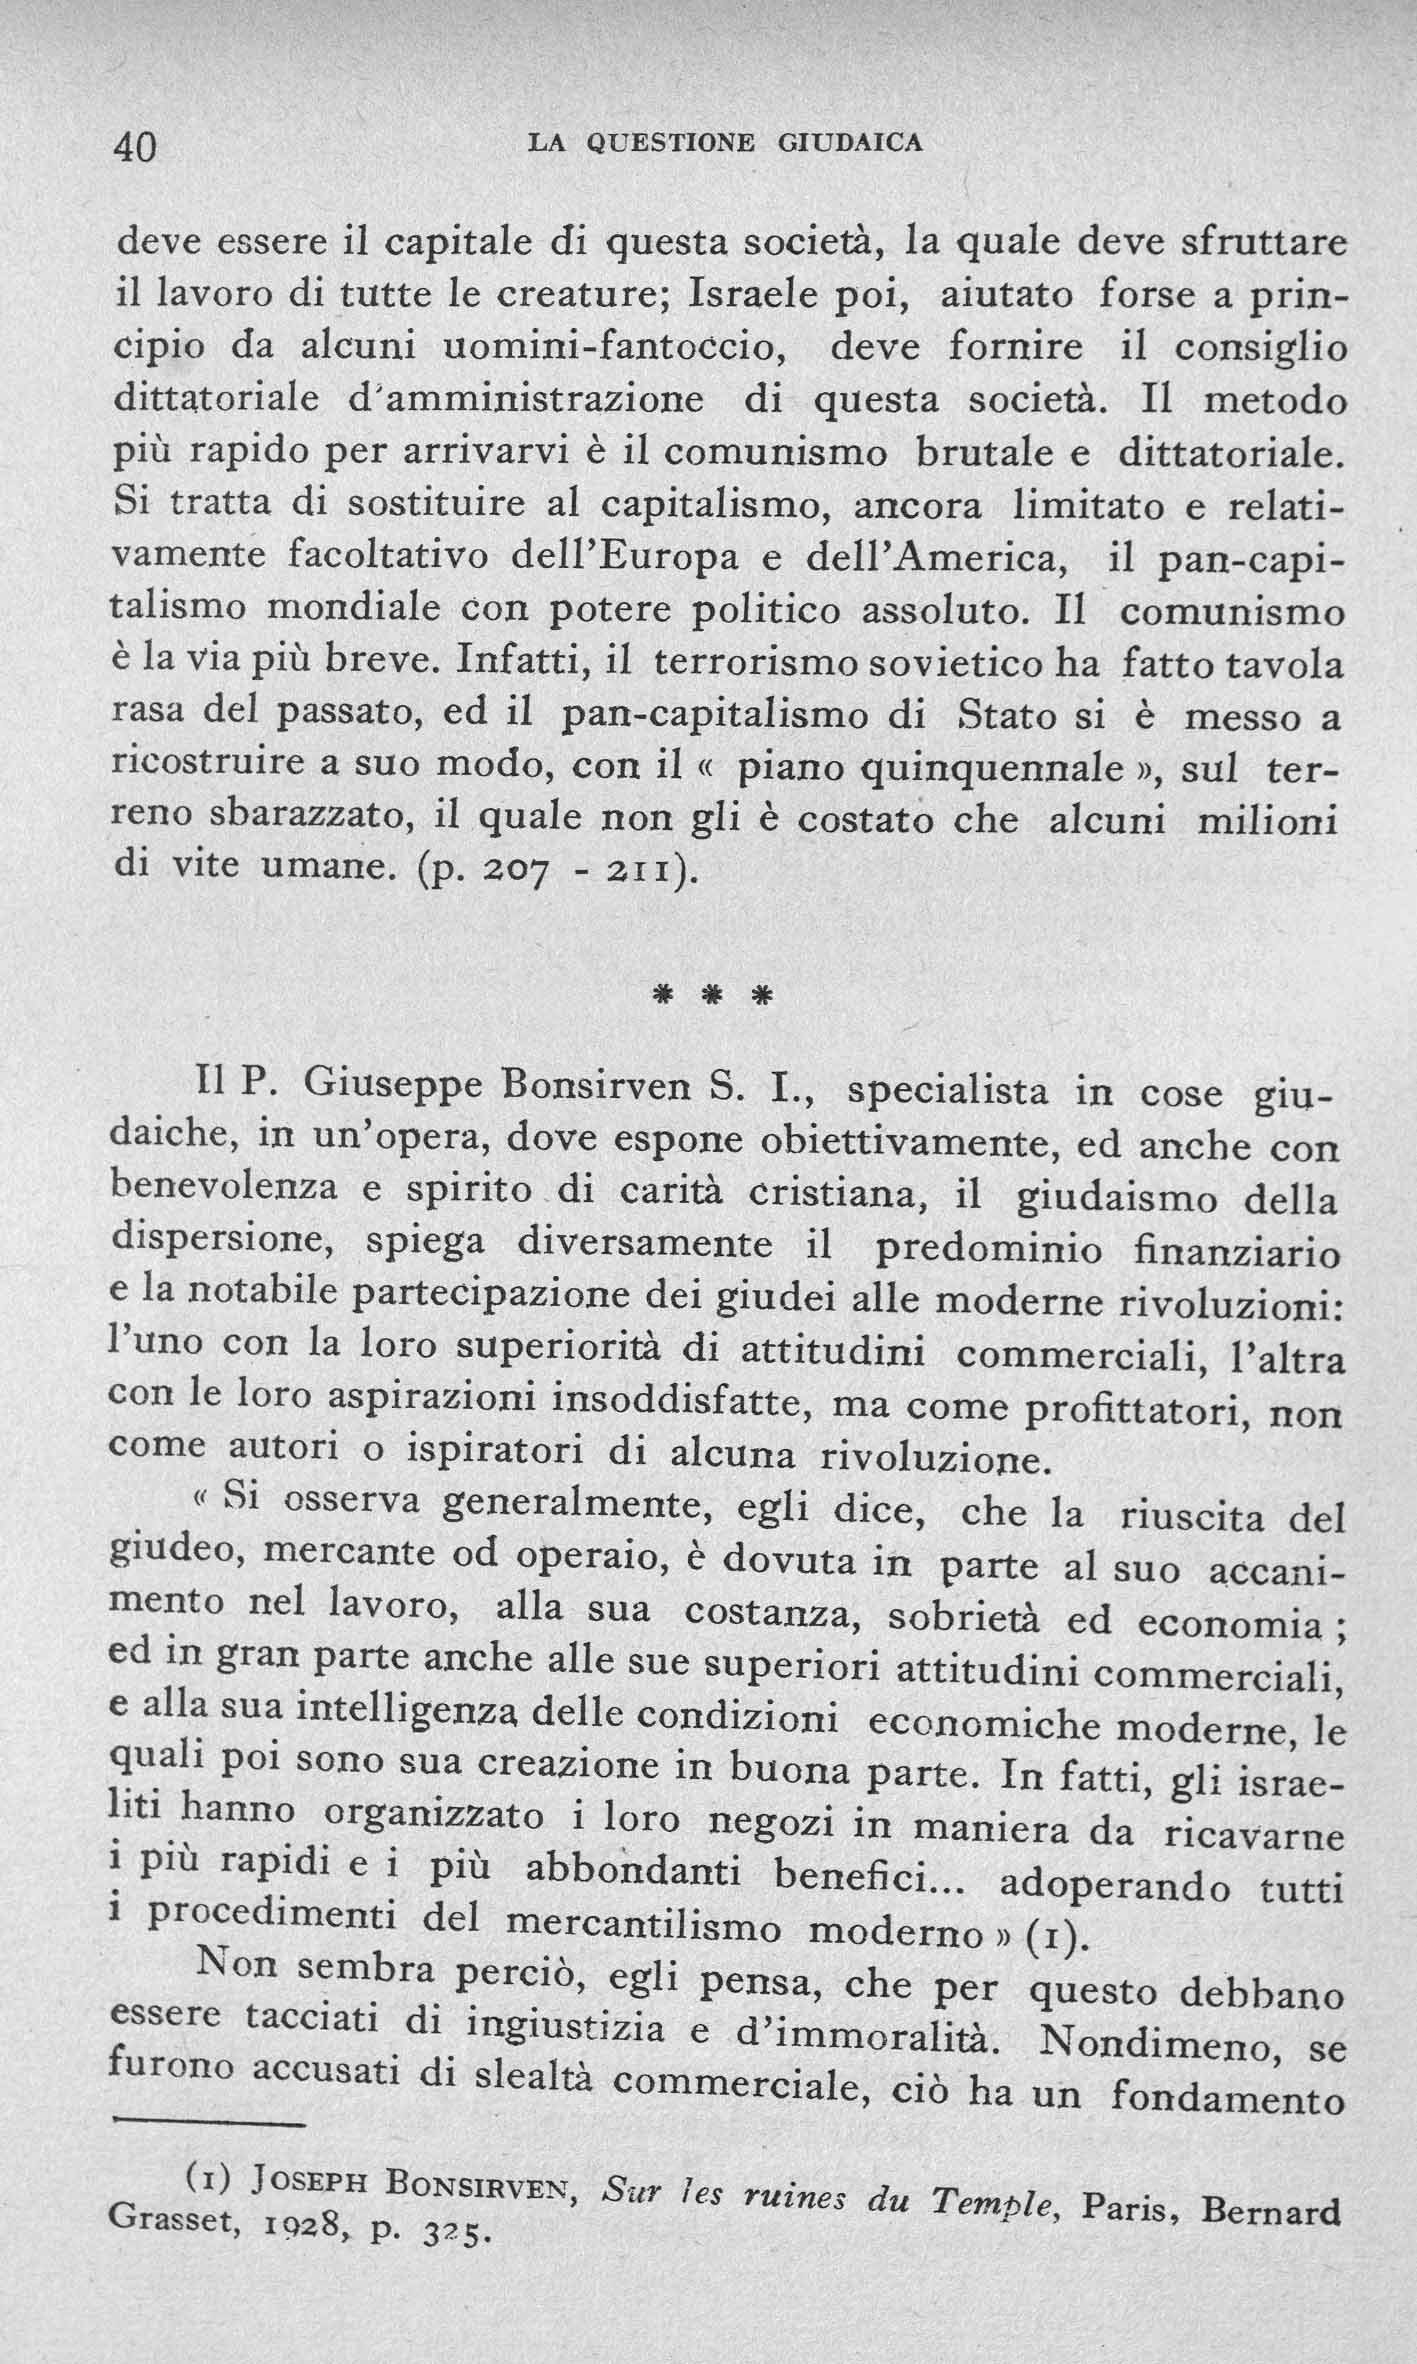 40 LA QUESTIONE GIUDAICA
deve essere il capitale di questa società, la quale deve sfruttare
il lavoro di tutte le creature; Israele poi, aiutato forse a prin-
cipio da alcuni uomini-fantoccio, deve fornire il consiglio
dittatoriale d'amministrazione di questa società. Il metodo
più rapido per arrivarvi è il comunismo brutale e dittatoriale.
Si tratta di sostituire al capitalismo, ancora limitato e relati-
vamente facoltativo dell'Europa e dell'America, il pan-capi-
talismo mondiale con potere politico assoluto. Il comunismo
è la via più breve. Infatti, il terrorismo sovietico ha fatto tavola
rasa del passato, ed il pan-capitalismo di Stato si è messo a
ricostruire a suo modo, con il « piano quinquennale », sul ter-
reno sbarazzato, il quale non gli è costato che alcuni milioni
di vite umane. (p. 207 - 211).
* * *
Il P. Giuseppe Bonsirven S. I., specialista in cose giu-
daiche, in un'opera, dove espone obiettivamente, ed anche con
benevolenza e spirito di carità cristiana, il giudaismo della
dispersione, spiega diversamente il predominio finanziario
e la notabile partecipazione dei giudei alle moderne rivoluzioni:
l'uno con la loro superiorità di attitudini commerciali, l'altra
con le loro aspirazioni insoddisfatte, ma come profittatori, non
come autori o ispiratori di alcuna rivoluzione.
« Si osserva generalmente, egli dice, che la riuscita del
giudeo, mercante od operaio, è dovuta in parte al suo accani-
mento nel lavoro, alla sua costanza, sobrietà ed economia ;
ed in gran parte anche alle sue superiori attitudini commerciali,
e alla sua intelligenza delle condizioni economiche moderne, le
quali poi sono sua creazione in buona parte. In fatti, gli israe-
liti hanno organizzato i loro negozi in maniera da ricavarne
i più rapidi e i più abbondanti benefici... adoperando tutti
i procedimenti del mercantilismo moderno » (1).
Non sembra perciò, egli pensa, che per questo debbano
essere tacciati di ingiustizia e d'immoralità. Nondimeno, se
furono accusati di slealtà commerciale, ciò ha un fondamento
(1) JOSEPH BONSIRVEN, Sur les ruines du Temple, Paris, Bernard
Grasset, 1928, p. 325.